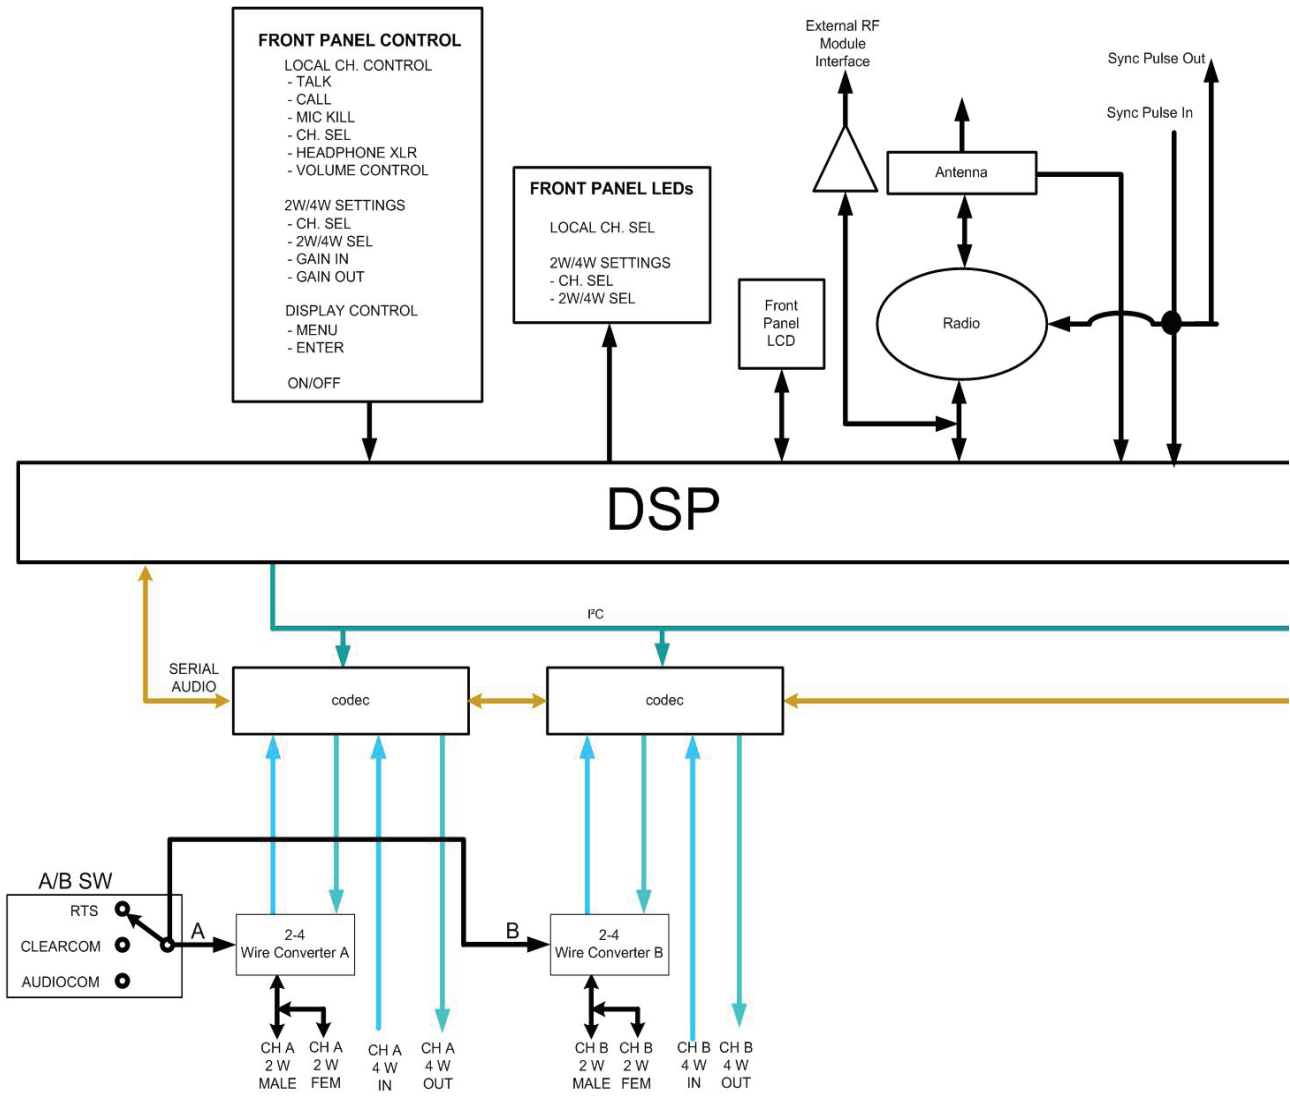 FRONT PANEL CONTROL
LOCAL CH. CONTROL
- TALK
- CALL
- MIC KILL
- CH. SEL
- HEADPHONE XLR
- VOLUME CONTROL
2W/4W SETTINGS
- CH. SEL
- 2W/4W SEL
- GAIN IN
- GAIN OUT
DISPLAY CONTROL
- MENU
- ENTER
ON/OFF
FRONT PANEL LEDs
LOCAL CH. SEL
2W/4W SETTINGS
- CH. SEL
- 2W/4W SEL
Front
Panel
LCD
External RF
Module
Interface
Antenna
Radio
Sync Pulse Out
Sync Pulse In
DSP
I²C
SERIAL
AUDIO
codec
codec
A/B SW
RTS
CLEARCOM
AUDIOCOM
A
2-4
Wire Converter A
B
2-4
Wire Converter B
CH A
2 W
MALE
CH A
2 W
FEM
CH A
4 W
IN
CH A
4 W
OUT
CH B
2 W
MALE
CH B
2 W
FEM
CH B
4 W
IN
CH B
4 W
OUT